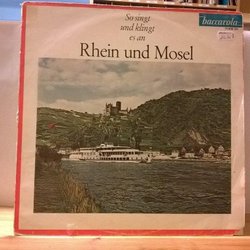 So singt
und klingt
es an
Rhein und Mosel
baccarola